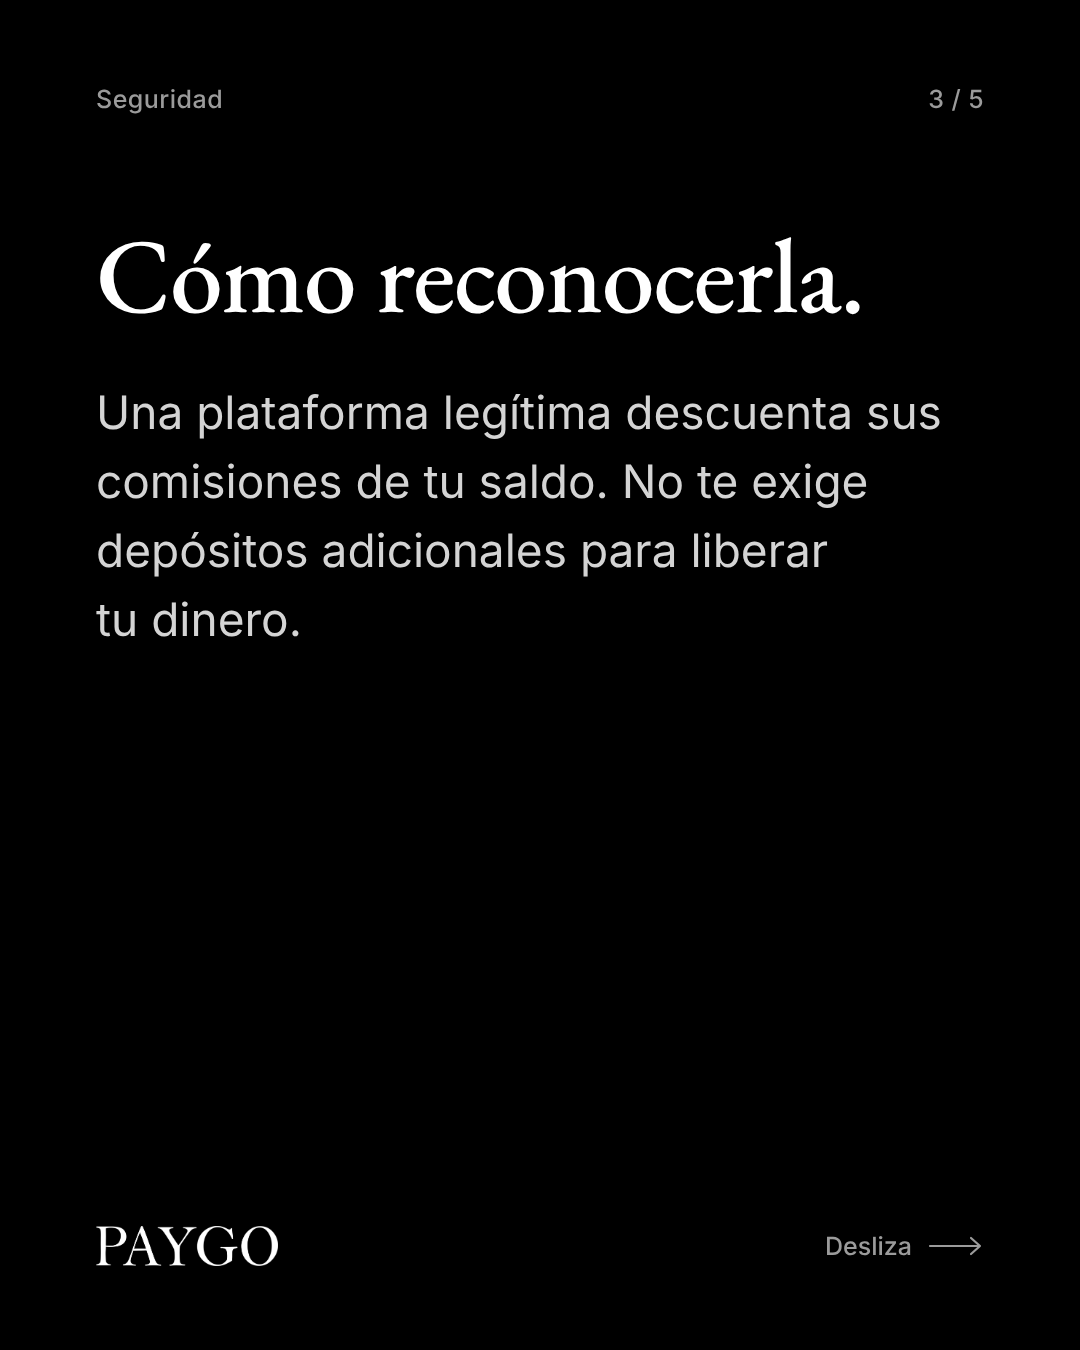 Seguridad
3 / 5
Cómo reconocerla.
Una plataforma legítima descuenta sus
comisiones de tu saldo. No te exige
depósitos adicionales para liberar
tu dinero.
PAYGO
Desliza